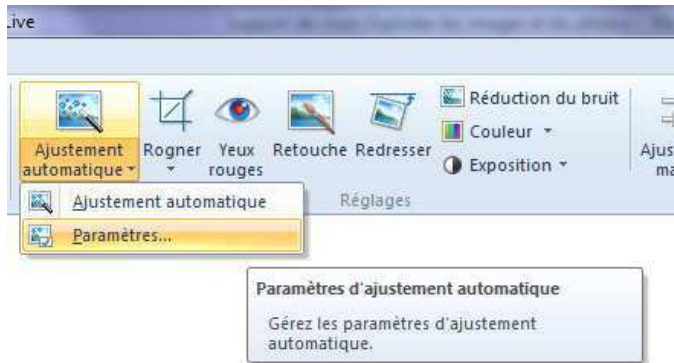 Live
Ajustement automatique
Rogner
Yeux rouges
Retouche
Redresser
Réduction du bruit
Couleur
Exposition
Ajus
ma
Réglages
Ajustement automatique
Paramètres...
Paramètres d'ajustement automatique
Gérez les paramètres d'ajustement
automatique.